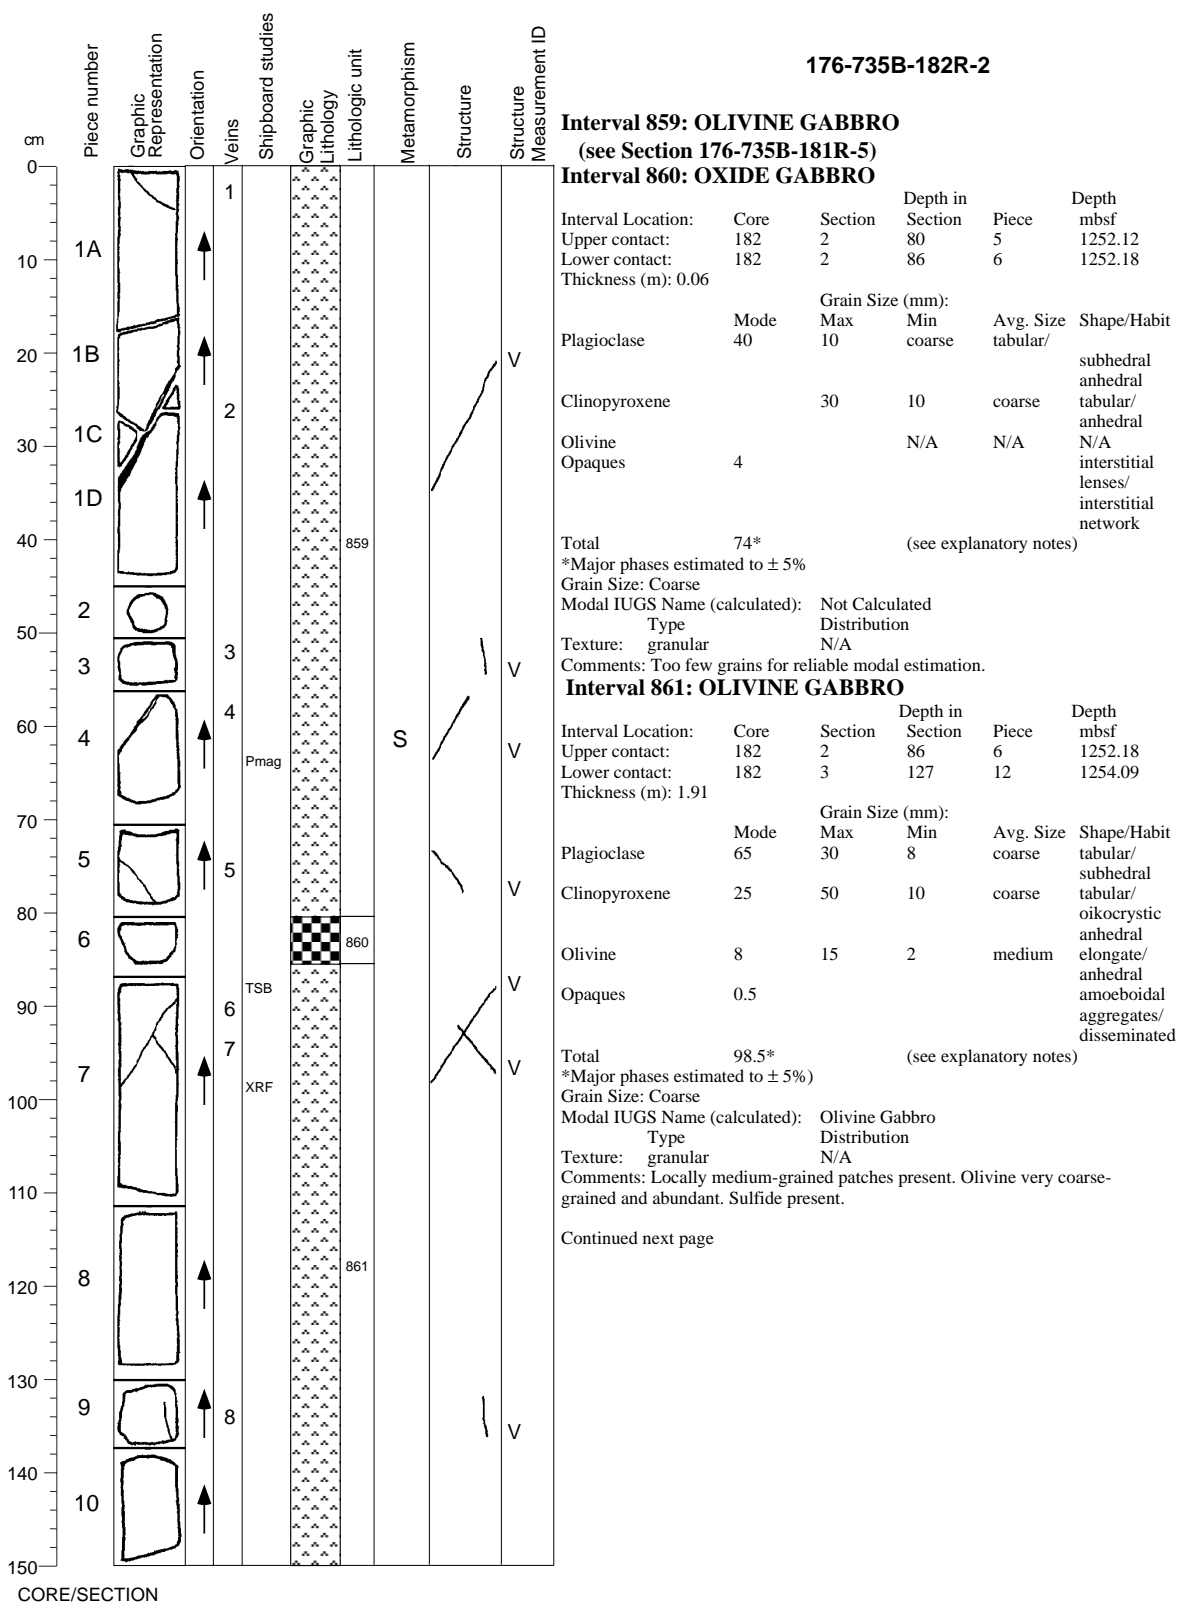 176-735B-182R-2
cm
Piece number
Graphic
Representation
Orientation
Veins
Shipboard studies
Graphic
Lithology
Lithologic unit
Metamorphism
Structure
Structure
Measurement ID
0
10
20
30
40
50
60
70
80
90
100
110
120
130
140
150
1A
1B
1C
1D
2
3
4
5
6
7
8
9
10
1
2
3
4
5
6
7
8
Pmag
TSB
XRF
859
860
861
S
V
V
V
V
V
V
V
CORE/SECTION
Interval 859: OLIVINE GABBRO
(see Section 176-735B-181R-5)
Interval 860: OXIDE GABBRO
Depth in Depth
Interval Location: Core Section Section Piece mbsf
Upper contact: 182 2 80 5 1252.12
Lower contact: 182 2 86 6 1252.18
Thickness (m): 0.06
Grain Size (mm):
Mode Max Min Avg. Size Shape/Habit
Plagioclase 40 10 coarse tabular/
subhedral
anhedral
Clinopyroxene 30 10 coarse tabular/
anhedral
Olivine N/A N/A N/A
Opaques 4 interstitial
lenses/
interstitial
network
Total 74* (see explanatory notes)
*Major phases estimated to ± 5%
Grain Size: Coarse
Modal IUGS Name (calculated): Not Calculated
Type Distribution
Texture: granular N/A
Comments: Too few grains for reliable modal estimation.
Interval 861: OLIVINE GABBRO
Depth in Depth
Interval Location: Core Section Section Piece mbsf
Upper contact: 182 2 86 6 1252.18
Lower contact: 182 3 127 12 1254.09
Thickness (m): 1.91
Grain Size (mm):
Mode Max Min Avg. Size Shape/Habit
Plagioclase 65 30 8 coarse tabular/
subhedral
Clinopyroxene 25 50 10 coarse tabular/
oikocrystic
anhedral
Olivine 8 15 2 medium elongate/
anhedral
Opaques 0.5 amoeboidal
aggregates/
disseminated
Total 98.5* (see explanatory notes)
*Major phases estimated to ± 5%)
Grain Size: Coarse
Modal IUGS Name (calculated): Olivine Gabbro
Type Distribution
Texture: granular N/A
Comments: Locally medium-grained patches present. Olivine very coarse-
grained and abundant. Sulfide present.
Continued next page